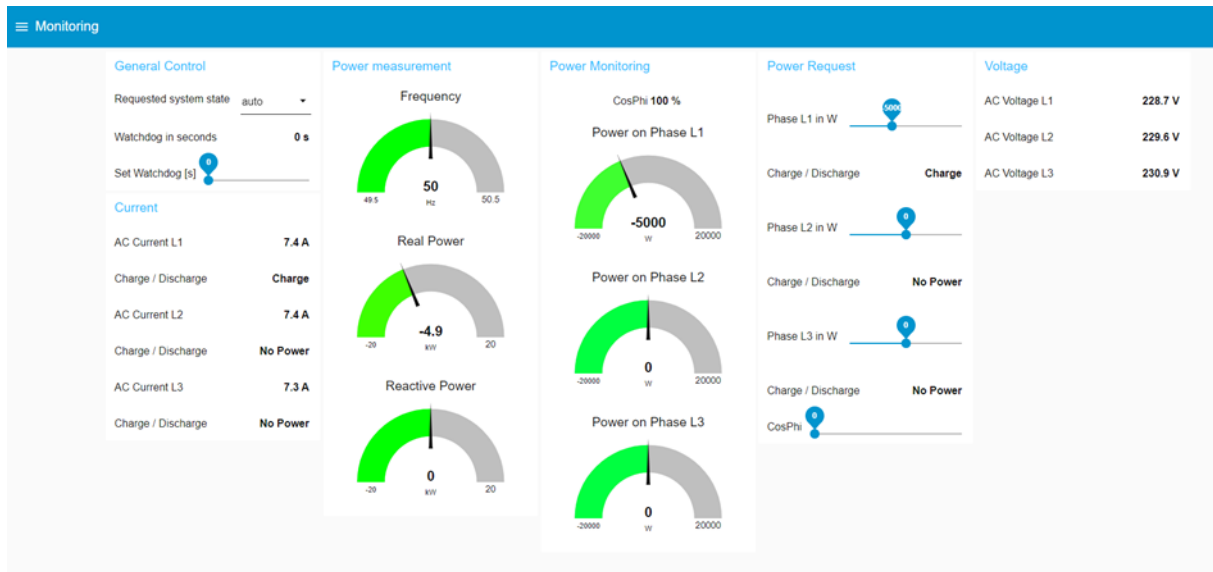 Monitoring
General Control
Requested system state auto
Watchdog in seconds 0 s
Set Watchdog [s] 0
Current
AC Current L1 7.4 A
Charge / Discharge Charge
AC Current L2 7.4 A
Charge / Discharge No Power
AC Current L3 7.3 A
Charge / Discharge No Power
Power measurement
Frequency
50
49.5 Hz 50.5
Real Power
-4.9
-20 kW 20
Reactive Power
0
-20 kW 20
Power Monitoring
CosPhi 100 %
Power on Phase L1
-5000
-20000 W 20000
Power on Phase L2
0
-20000 W 20000
Power on Phase L3
0
-20000 W 20000
Power Request
5000
Phase L1 in W
Charge / Discharge Charge
0
Phase L2 in W
Charge / Discharge No Power
0
Phase L3 in W
Charge / Discharge No Power
0
CosPhi
Voltage
AC Voltage L1 228.7 V
AC Voltage L2 229.6 V
AC Voltage L3 230.9 V